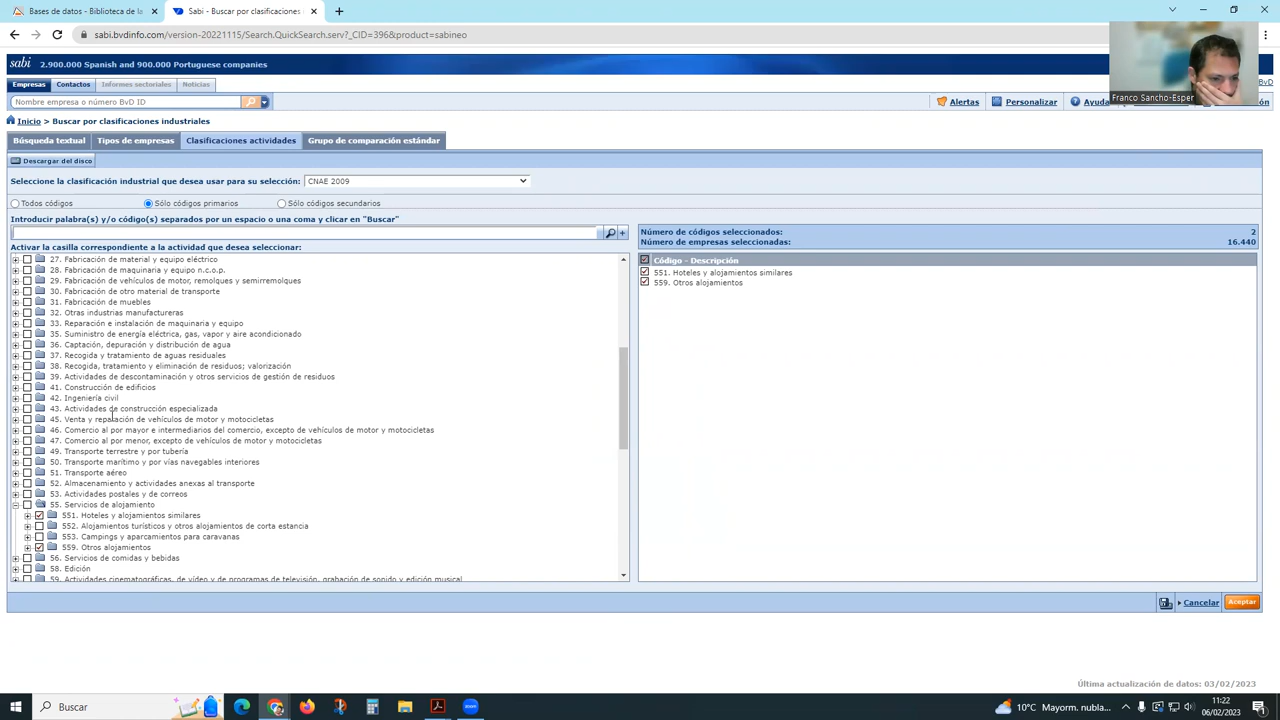 Bases de datos - Biblioteca de la
Sabi - Buscar por clasificaciones
sabi.bvdinfo.com/version-20221115/Search.QuickSearch.serv?_CID=396&product=sabineo
sabi 2.900.000 Spanish and 900.000 Portuguese companies
Empresas Contactos Informes sectoriales Noticias
BvD
Nombre empresa o número BvD ID
Alertas Personalizar Ayuda
Franco Sancho-Esper
Inicio > Buscar por clasificaciones industriales
Búsqueda textual Tipos de empresas Clasificaciones actividades Grupo de comparación estándar
Descargar del disco
Seleccione la clasificación industrial que desea usar para su selección: CNAE 2009
Todos códigos Sólo códigos primarios Sólo códigos secundarios
Introducir palabra(s) y/o código(s) separados por un espacio o una coma y clicar en "Buscar"
Activar la casilla correspondiente a la actividad que desea seleccionar:
27. Fabricación de material y equipo eléctrico
28. Fabricación de maquinaria y equipo n.c.o.p.
29. Fabricación de vehículos de motor, remolques y semirremolques
30. Fabricación de otro material de transporte
31. Fabricación de muebles
32. Otras industrias manufactureras
33. Reparación e instalación de maquinaria y equipo
35. Suministro de energía eléctrica, gas, vapor y aire acondicionado
36. Captación, depuración y distribución de agua
37. Recogida y tratamiento de aguas residuales
38. Recogida, tratamiento y eliminación de residuos; valorización
39. Actividades de descontaminación y otros servicios de gestión de residuos
41. Construcción de edificios
42. Ingeniería civil
43. Actividades de construcción especializada
45. Venta y reparación de vehículos de motor y motocicletas
46. Comercio al por mayor e intermediarios del comercio, excepto de vehículos de motor y motocicletas
47. Comercio al por menor, excepto de vehículos de motor y motocicletas
49. Transporte terrestre y por tubería
50. Transporte marítimo y por vías navegables interiores
51. Transporte aéreo
52. Almacenamiento y actividades anexas al transporte
53. Actividades postales y de correos
55. Servicios de alojamiento
551. Hoteles y alojamientos similares
552. Alojamientos turísticos y otros alojamientos de corta estancia
553. Campings y aparcamientos para caravanas
559. Otros alojamientos
56. Servicios de comidas y bebidas
58. Edición
59. Actividades cinematográficas, de vídeo y de programas de televisión, grabación de sonido y edición musical
Número de códigos seleccionados: 2
Número de empresas seleccionadas: 16.440
Código - Descripción
551. Hoteles y alojamientos similares
559. Otros alojamientos
Cancelar Aceptar
Última actualización de datos: 03/02/2023
Buscar
10°C Mayorm. nubla...
11:22
06/02/2023